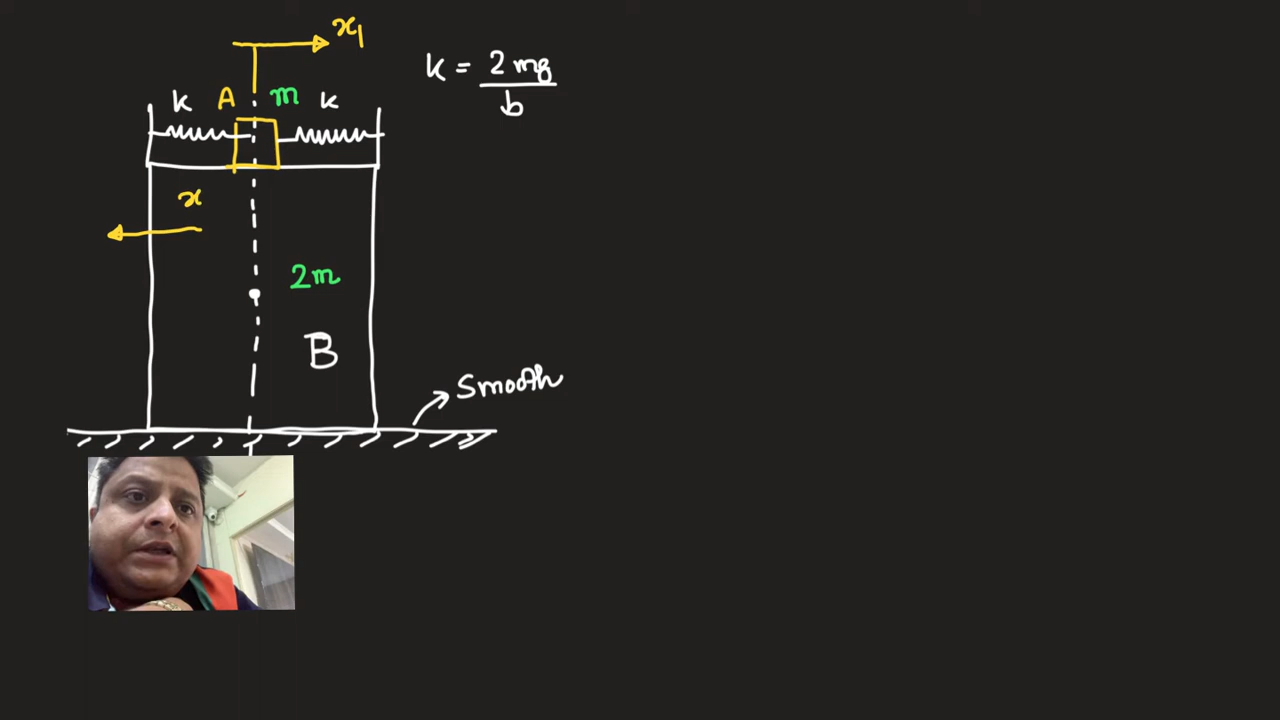 x₁
k A m k
k = 2mg / b
x
2m
B
Smooth